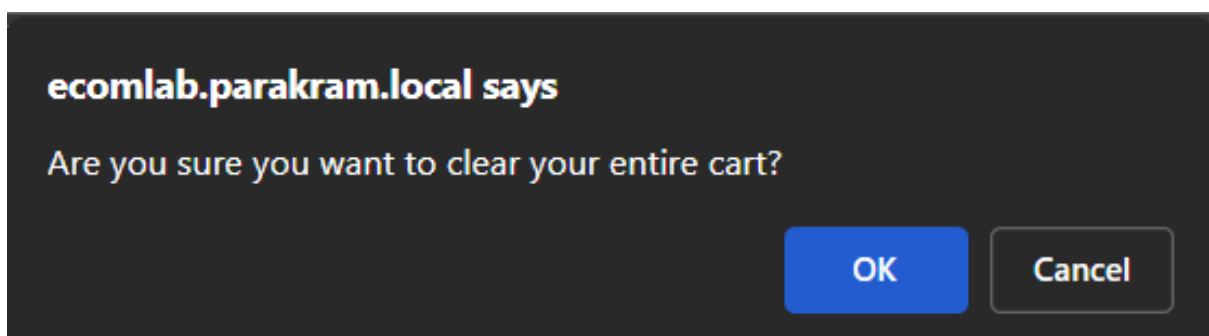 ecomlab.parakram.local says
Are you sure you want to clear your entire cart?
OK Cancel